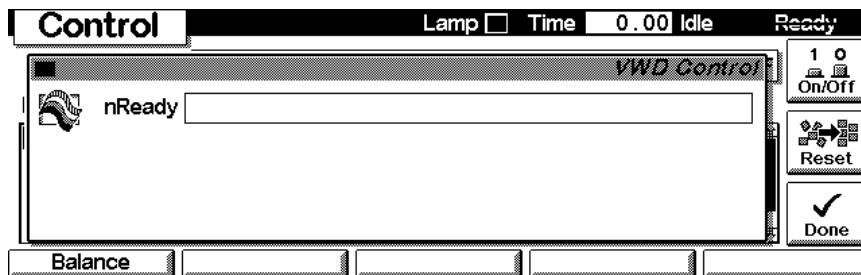 Control Lamp Time 0.00 Idle Ready
VWD Control
1 0
On/Off
nReady
Reset
Done
Balance